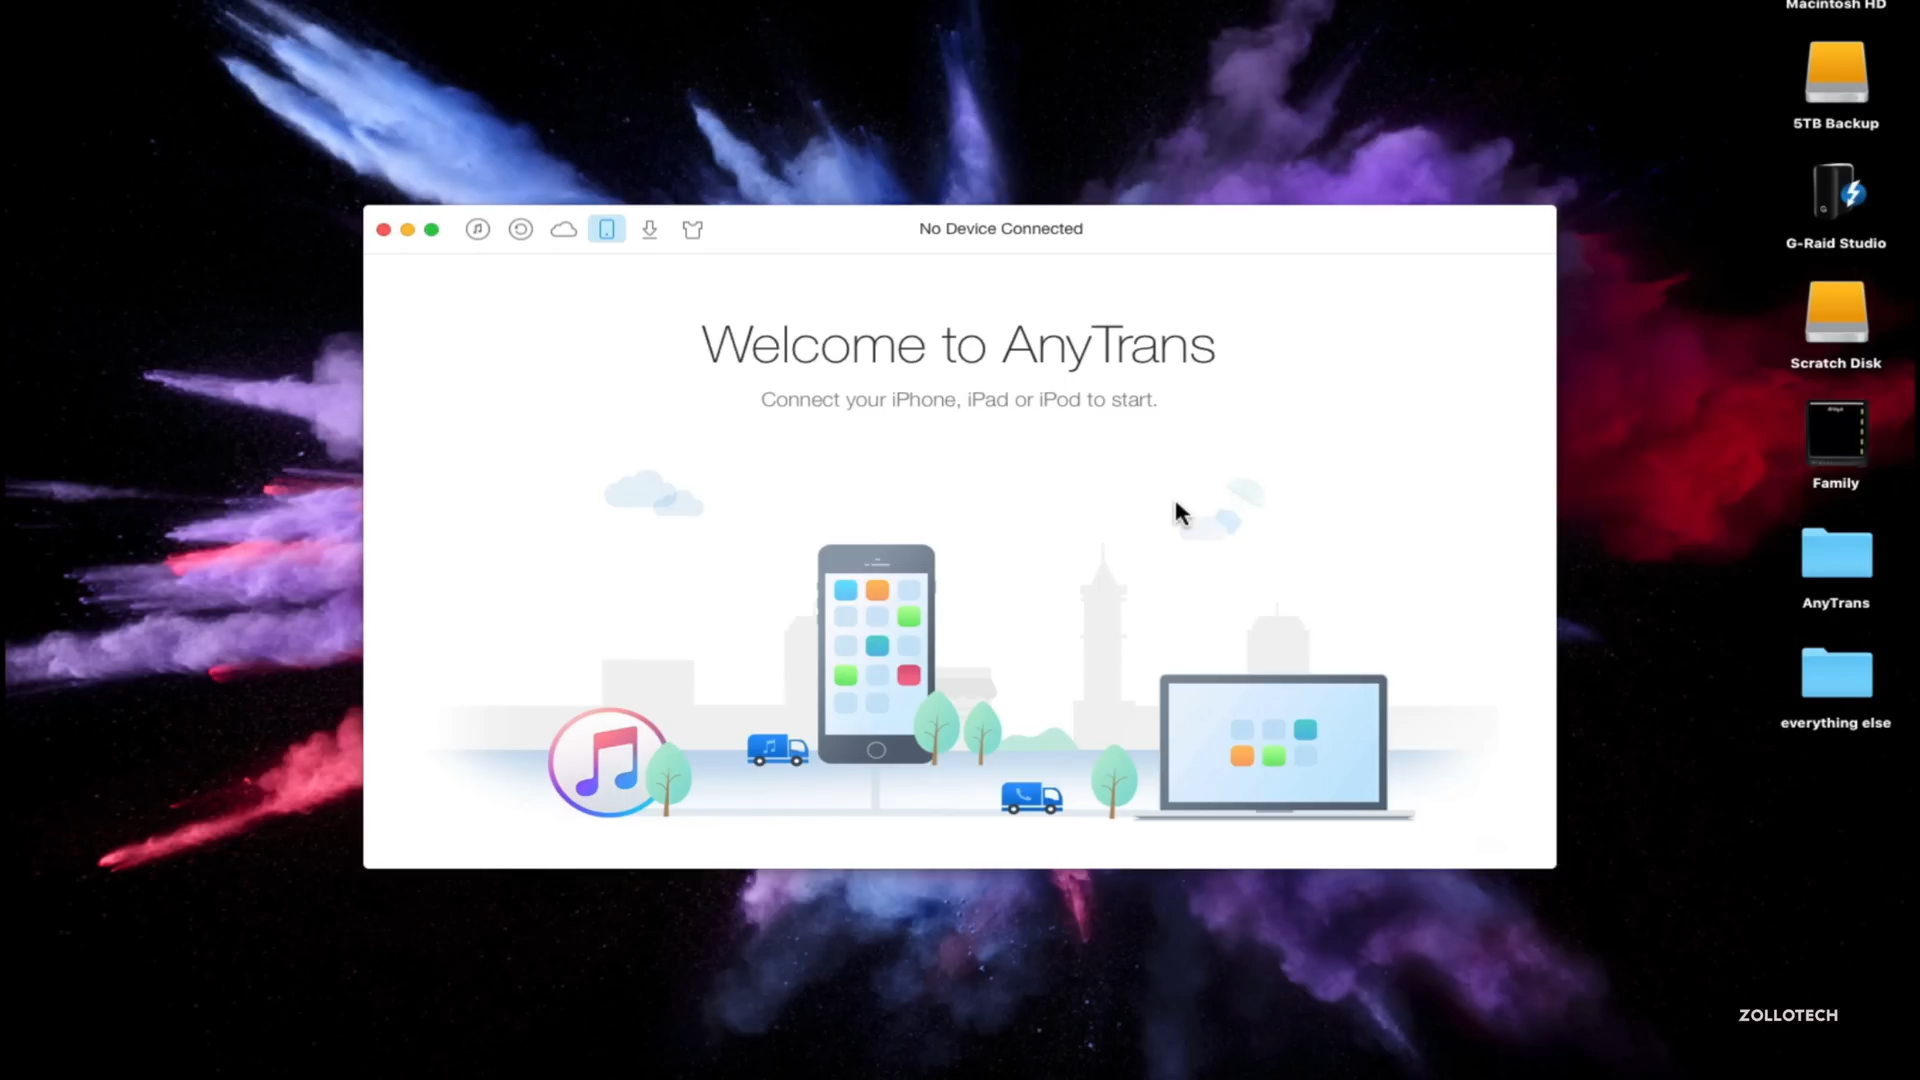 Macintosh HD
5TB Backup
G-Raid Studio
Scratch Disk
Family
AnyTrans
everything else
No Device Connected
Welcome to AnyTrans
Connect your iPhone, iPad or iPod to start.
ZOLLOTECH